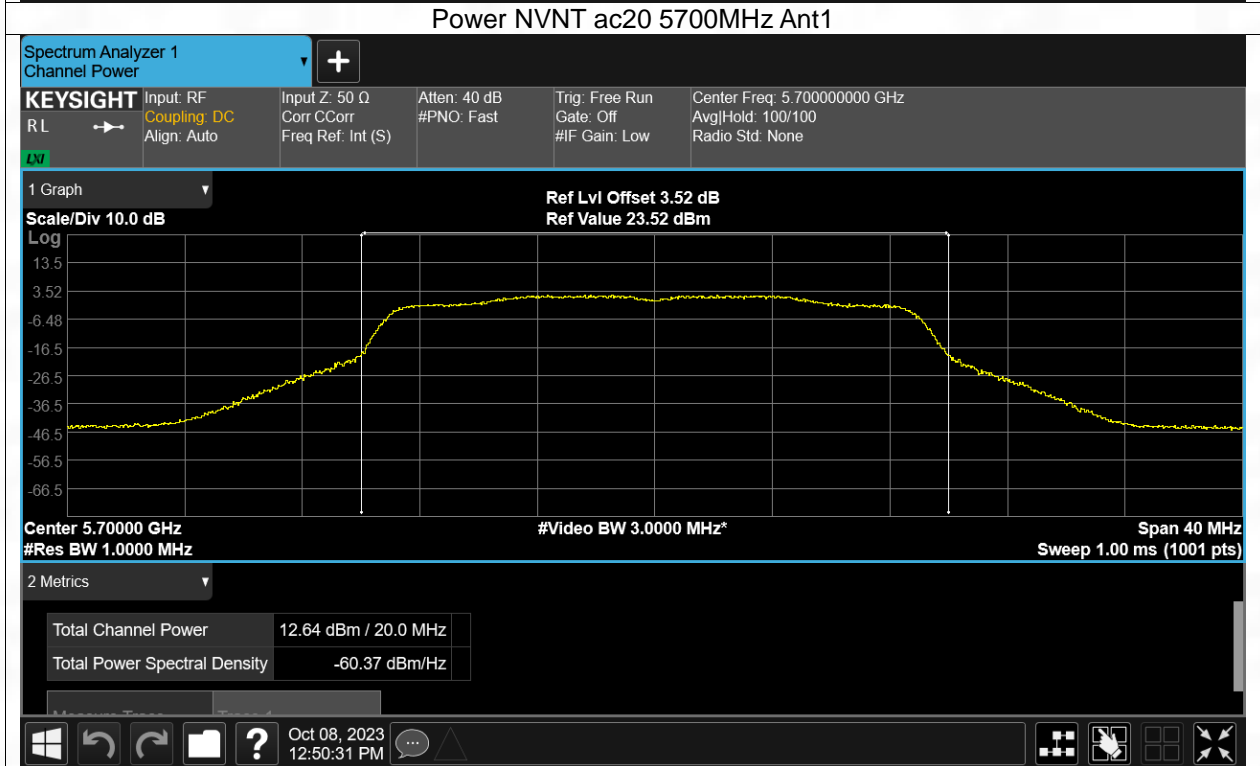 Power NVNT ac20 5700MHz Ant1
Spectrum Analyzer 1
Channel Power
KEYSIGHT Input: RF Input Z: 50 Ω Atten: 40 dB Trig: Free Run Center Freq: 5.700000000 GHz
RL Coupling: DC Corr CCorr #PNO: Fast Gate: Off Avg|Hold: 100/100
Align: Auto Freq Ref: Int (S) #IF Gain: Low Radio Std: None
LXI
1 Graph Ref Lvl Offset 3.52 dB
Scale/Div 10.0 dB Ref Value 23.52 dBm
Log
13.5
3.52
-6.48
-16.5
-26.5
-36.5
-46.5
-56.5
-66.5
Center 5.70000 GHz #Video BW 3.0000 MHz* Span 40 MHz
#Res BW 1.0000 MHz Sweep 1.00 ms (1001 pts)
2 Metrics
Total Channel Power 12.64 dBm / 20.0 MHz
Total Power Spectral Density -60.37 dBm/Hz
? Oct 08, 2023
12:50:31 PM